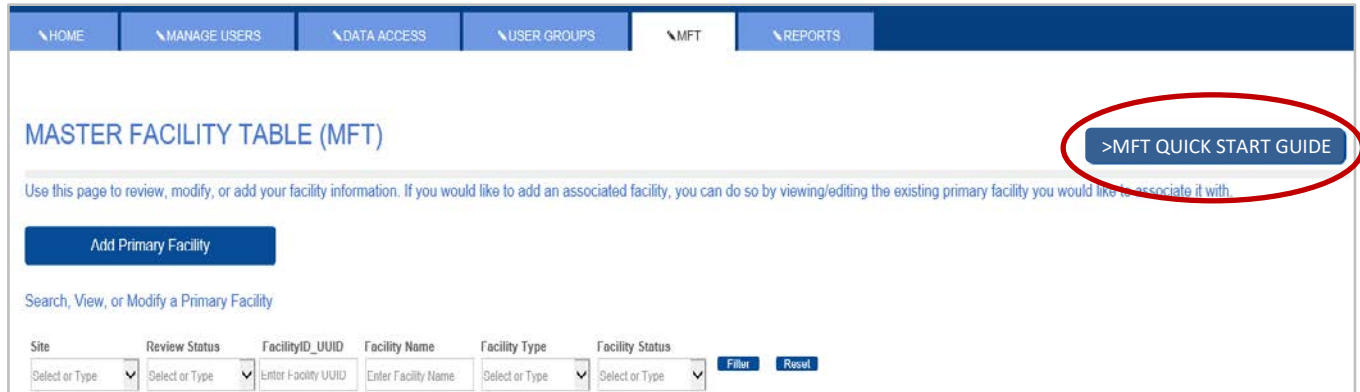 HOME MANAGE USERS DATA ACCESS USER GROUPS MFT REPORTS
MASTER FACILITY TABLE (MFT)
>MFT QUICK START GUIDE
Use this page to review, modify, or add your facility information. If you would like to add an associated facility, you can do so by viewing/editing the existing primary facility you would like to associate it with.
Add Primary Facility
Search, View, or Modify a Primary Facility
Site Review Status FacilityID_UUID Facility Name Facility Type Facility Status
Select or Type Select or Type Enter Facility UUID Enter Facility Name Select or Type Select or Type Filter Reset